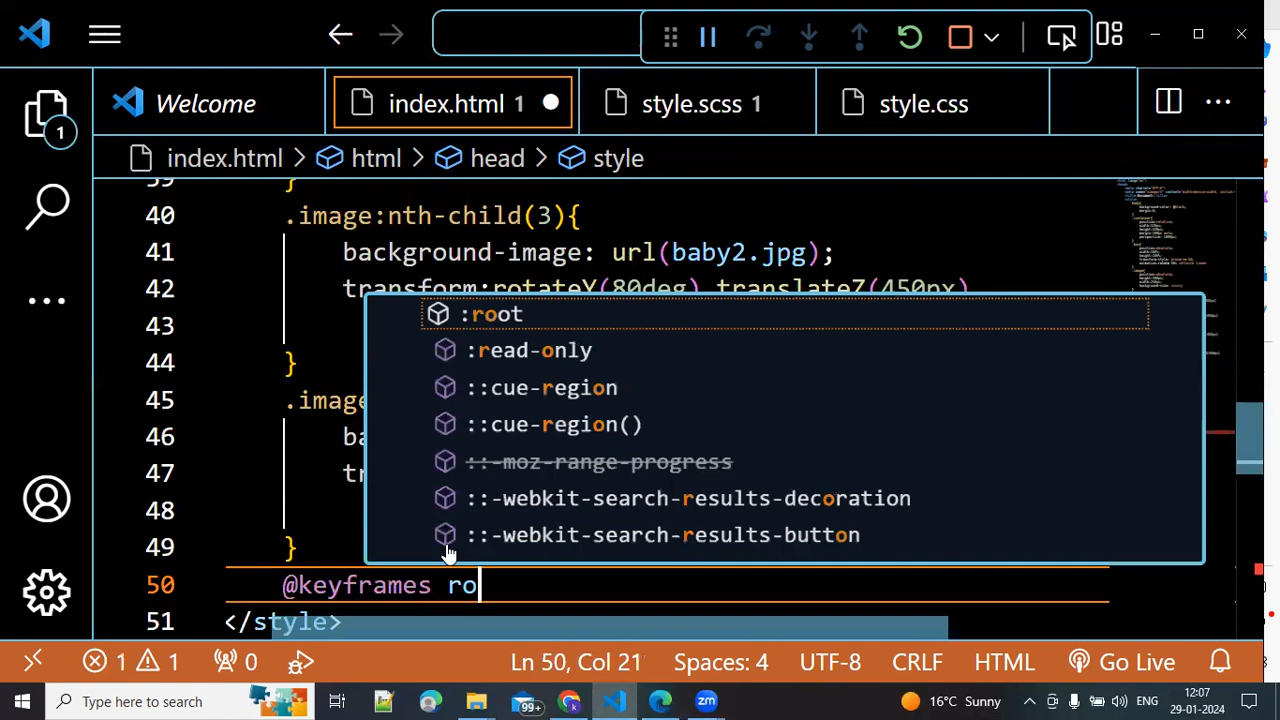 Welcome
index.html 1
style.scss 1
style.css
index.html > html > head > style
39 }
40 .image:nth-child(3){
41 background-image: url(baby2.jpg);
42 transform:rotateY(80deg) translateZ(450px)
43
44 }
45 .image
46 ba
47 tr
48
49 }
50 @keyframes ro
51 </style>
:root
:read-only
::cue-region
::cue-region()
::-moz-range-progress
::-webkit-search-results-decoration
::-webkit-search-results-button
1
1 1 0 Ln 50, Col 21 Spaces: 4 UTF-8 CRLF HTML Go Live
Type here to search
99+
zm
16°C Sunny
ENG
12:07
29-01-2024